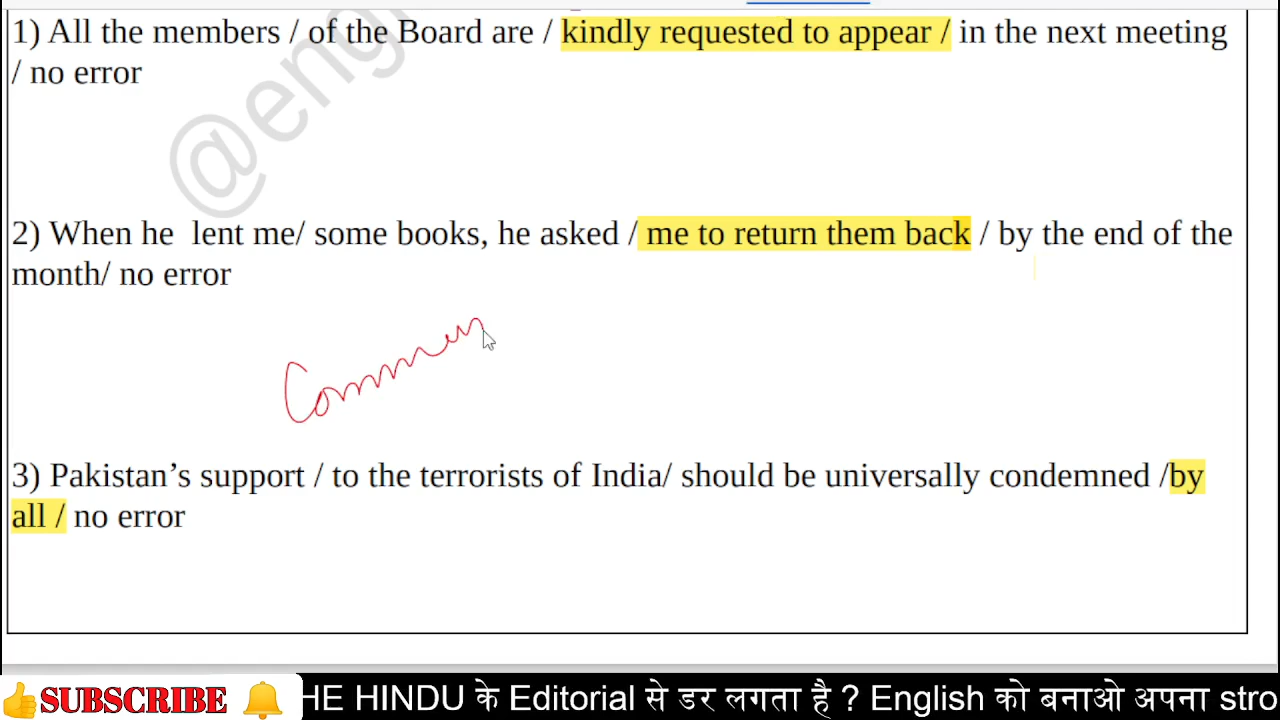 1) All the members / of the Board are / kindly requested to appear / in the next meeting
/ no error
@eng
2) When he lent me/ some books, he asked / me to return them back / by the end of the
month/ no error
Commen
3) Pakistan’s support / to the terrorists of India/ should be universally condemned /by
all / no error
SUBSCRIBE HE HINDU के Editorial से डर लगता है ? English को बनाओ अपना stro